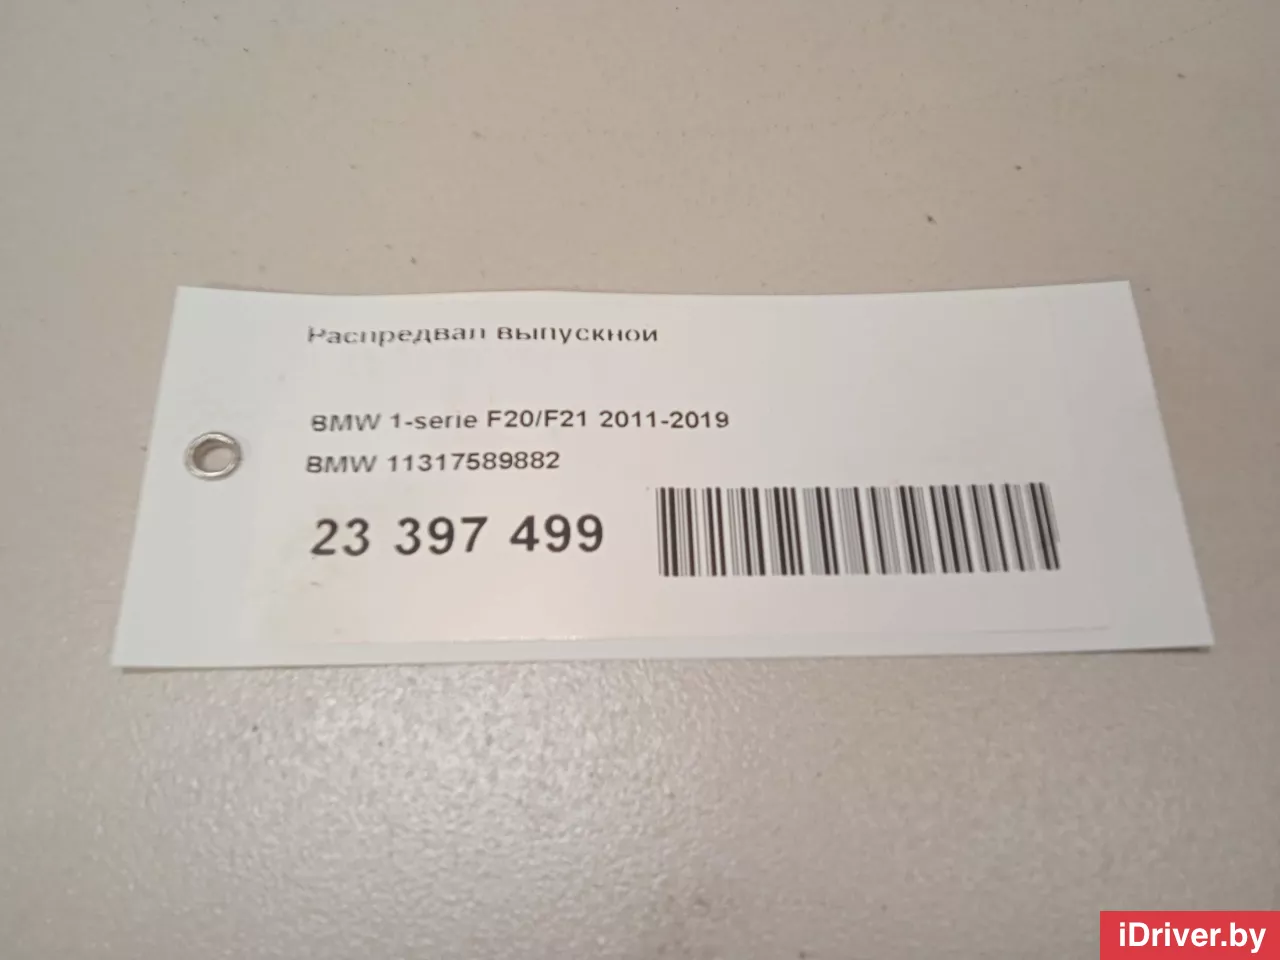 Распредвал выпускной
BMW 1-serie F20/F21 2011-2019
BMW 11317589882
23 397 499
iDriver.by